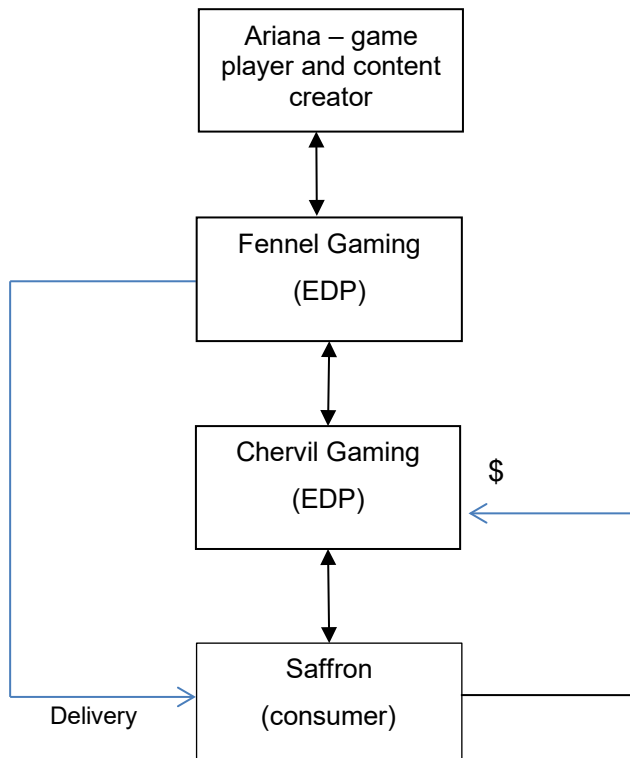 Ariana – game
player and content
creator
Fennel Gaming
(EDP)
Chervil Gaming
(EDP)
$
Saffron
(consumer)
Delivery